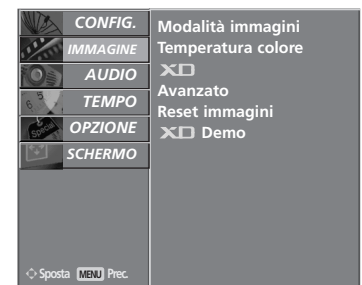 CONFIG.
IMMAGINE
AUDIO
TEMPO
OPZIONE
Special
SCHERMO
Modalità immagini
Temperatura colore
XD
Avanzato
Reset immagini
XD Demo
Sposta MENU Prec.